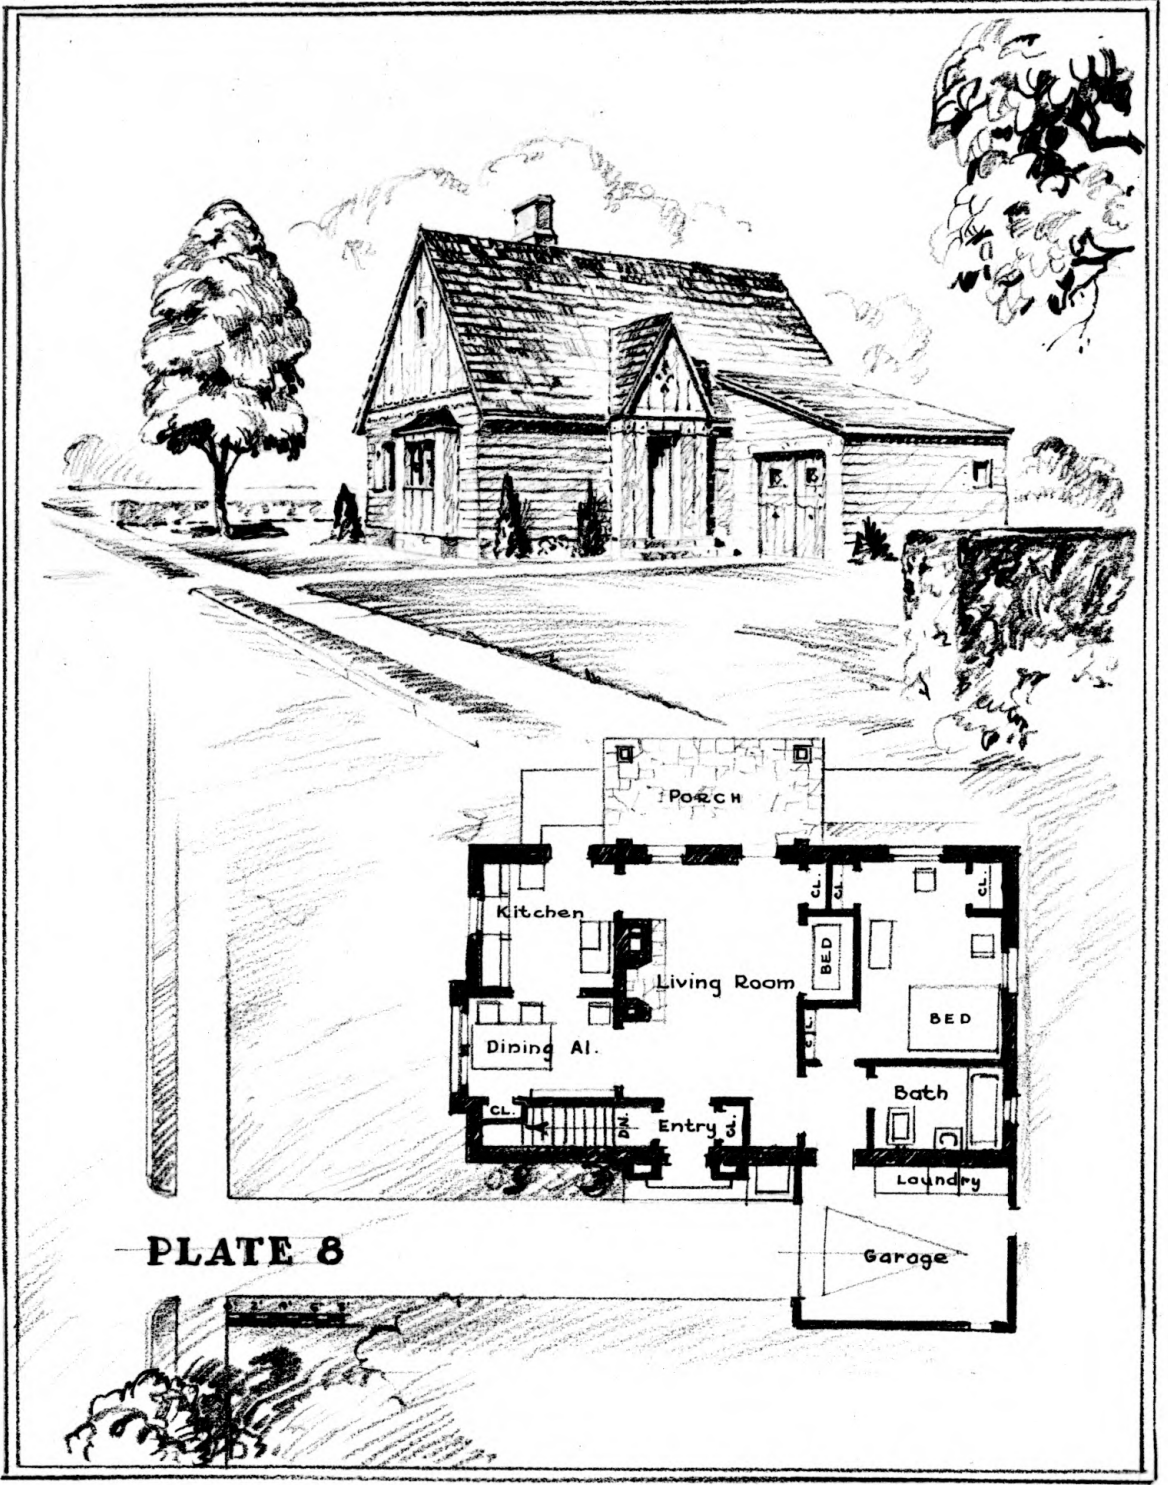 PORCH
CL. CL. CL.
Kitchen
BED
Living Room
BED
CL.
Dining Al.
Bath
CL.
DN.
Entry
CL.
Laundry
PLATE 8
Garage